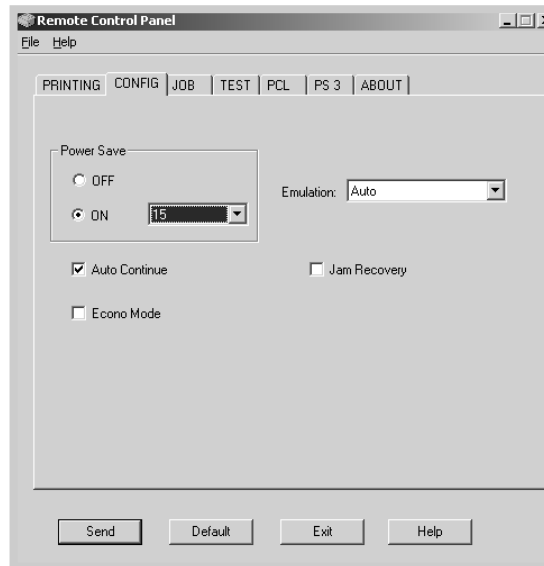 Remote Control Panel
File Help
PRINTING CONFIG JOB TEST PCL PS 3 ABOUT
Power Save
OFF
Emulation: Auto
ON 15
Auto Continue Jam Recovery
Econo Mode
Send Default Exit Help